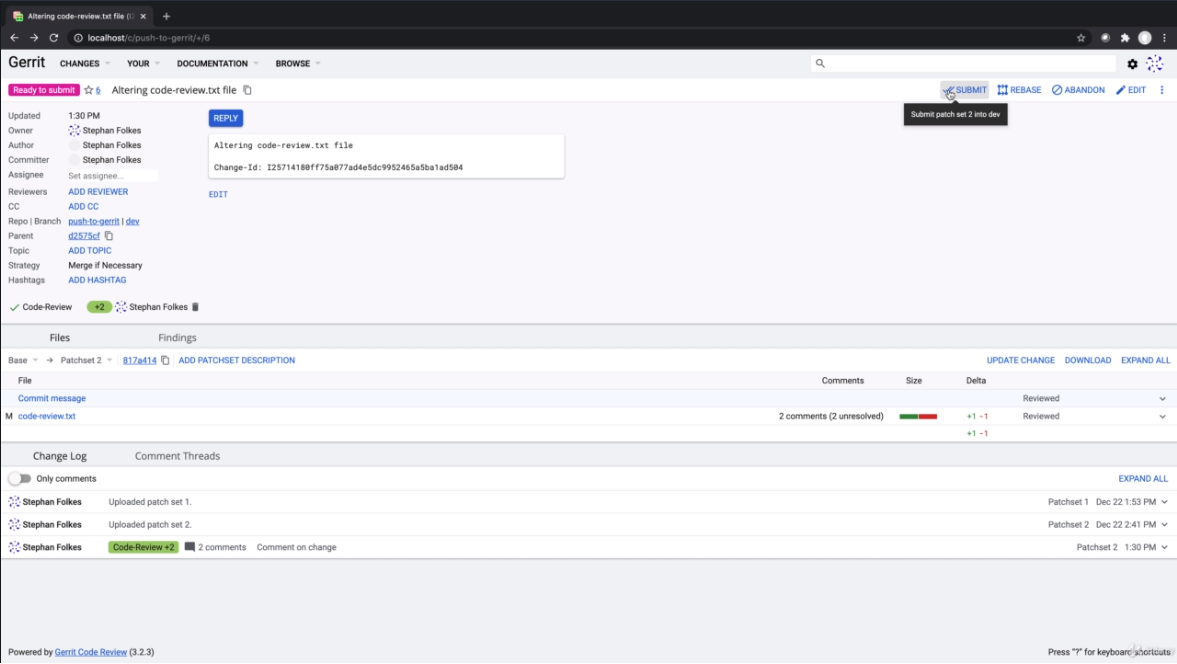 Altering code-review.txt file (
localhost/c/push-to-gerrit/+/6
Gerrit CHANGES YOUR DOCUMENTATION BROWSE
Ready to submit 6 Altering code-review.txt file SUBMIT REBASE ABANDON EDIT
Submit patch set 2 into dev
Updated 1:30 PM REPLY
Owner Stephan Folkes
Author Stephan Folkes
Committer Stephan Folkes
Assignee Set assignee...
Reviewers ADD REVIEWER
CC ADD CC
Repo | Branch push-to-gerrit | dev
Parent d2575cf
Topic ADD TOPIC
Strategy Merge if Necessary
Hashtags ADD HASHTAG
Altering code-review.txt file
Change-Id: I25714180ff75a077ad4e5dc9952465a5ba1ad504
EDIT
Code-Review +2 Stephan Folkes
Files Findings
Base → Patchset 2 817a414 ADD PATCHSET DESCRIPTION UPDATE CHANGE DOWNLOAD EXPAND ALL
File Comments Size Delta
Commit message Reviewed
M code-review.txt 2 comments (2 unresolved) +1 -1 Reviewed
+1 -1
Change Log Comment Threads
Only comments EXPAND ALL
Stephan Folkes Uploaded patch set 1. Patchset 1 Dec 22 1:53 PM
Stephan Folkes Uploaded patch set 2. Patchset 2 Dec 22 2:41 PM
Stephan Folkes Code-Review +2 2 comments Comment on change Patchset 2 1:30 PM
Powered by Gerrit Code Review (3.2.3) Press "?" for keyboard shortcuts